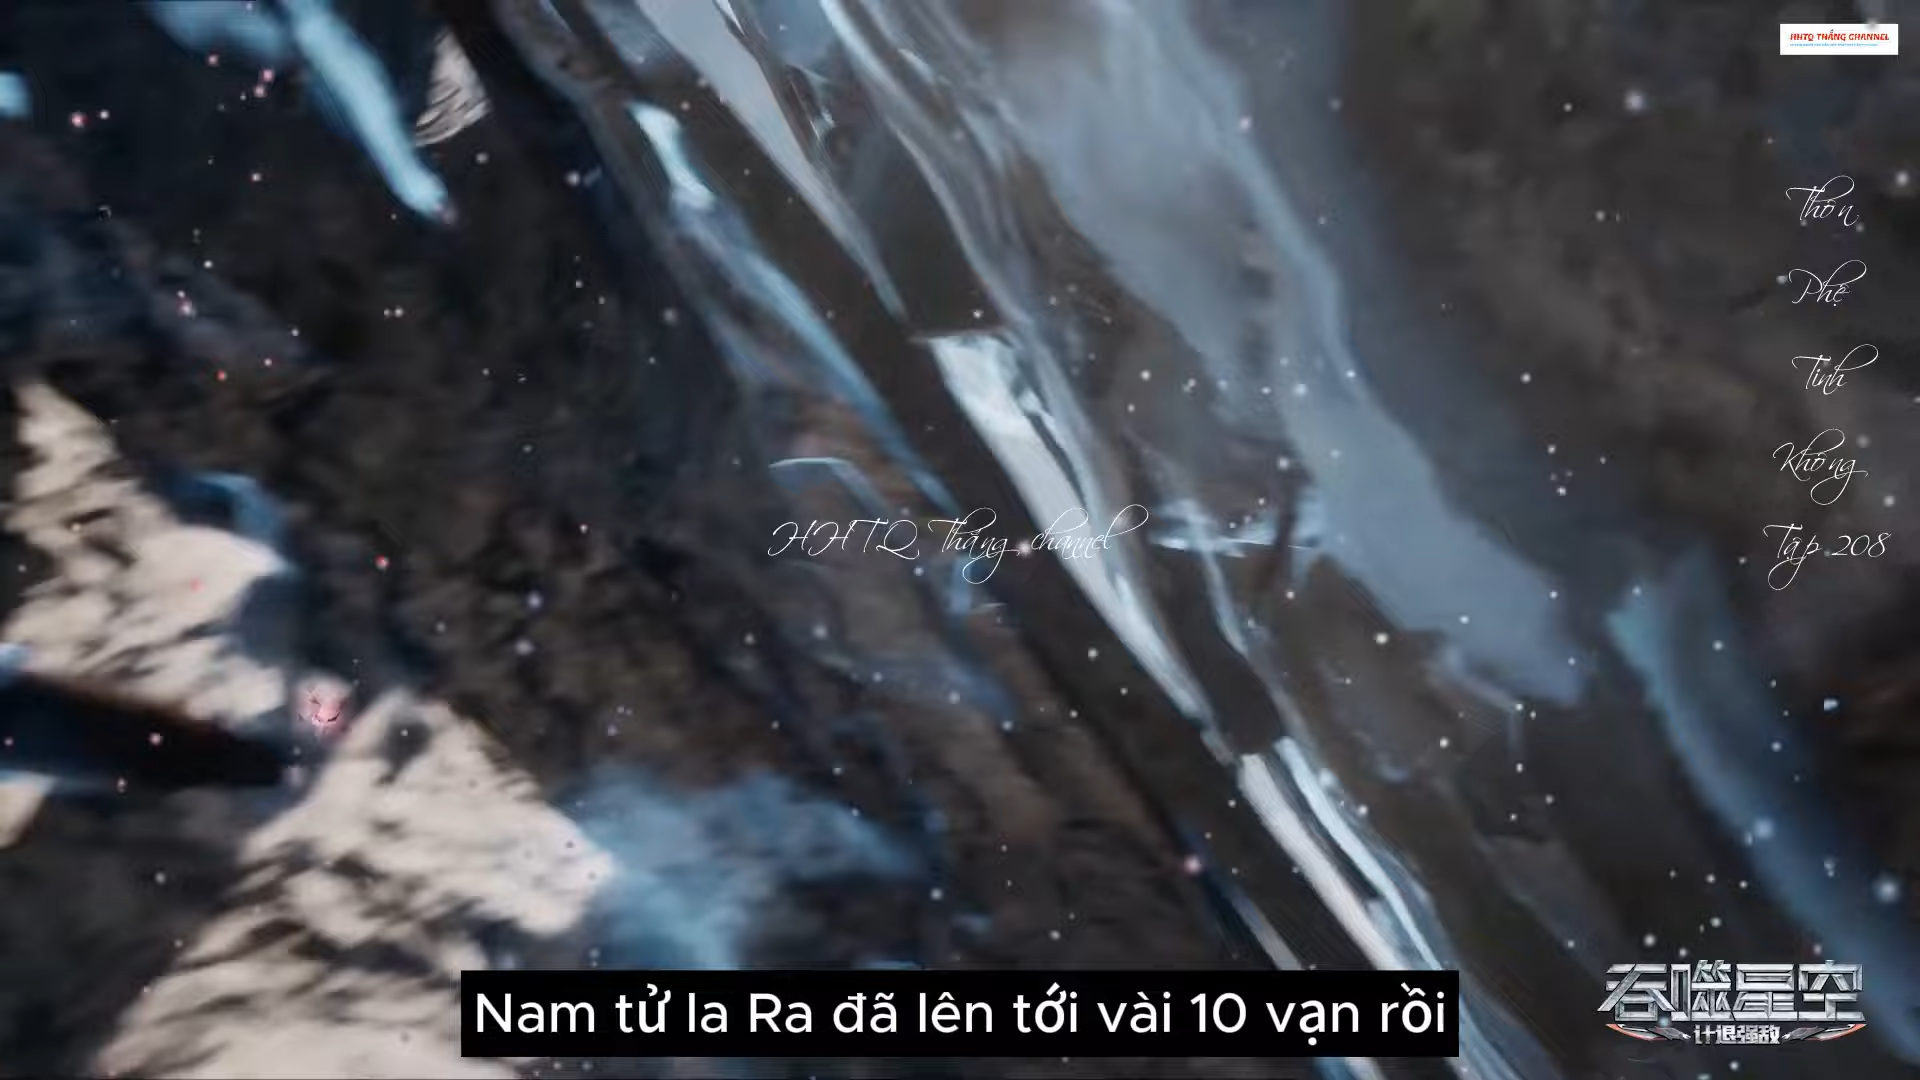 HHTQ THẮNG CHANNEL
Thôn
Phệ
Tinh
Không
Tập 208
HHTQ Thắng channel
吞噬星空
计退强敌
Nam tử la Ra đã lên tới vài 10 vạn rồi